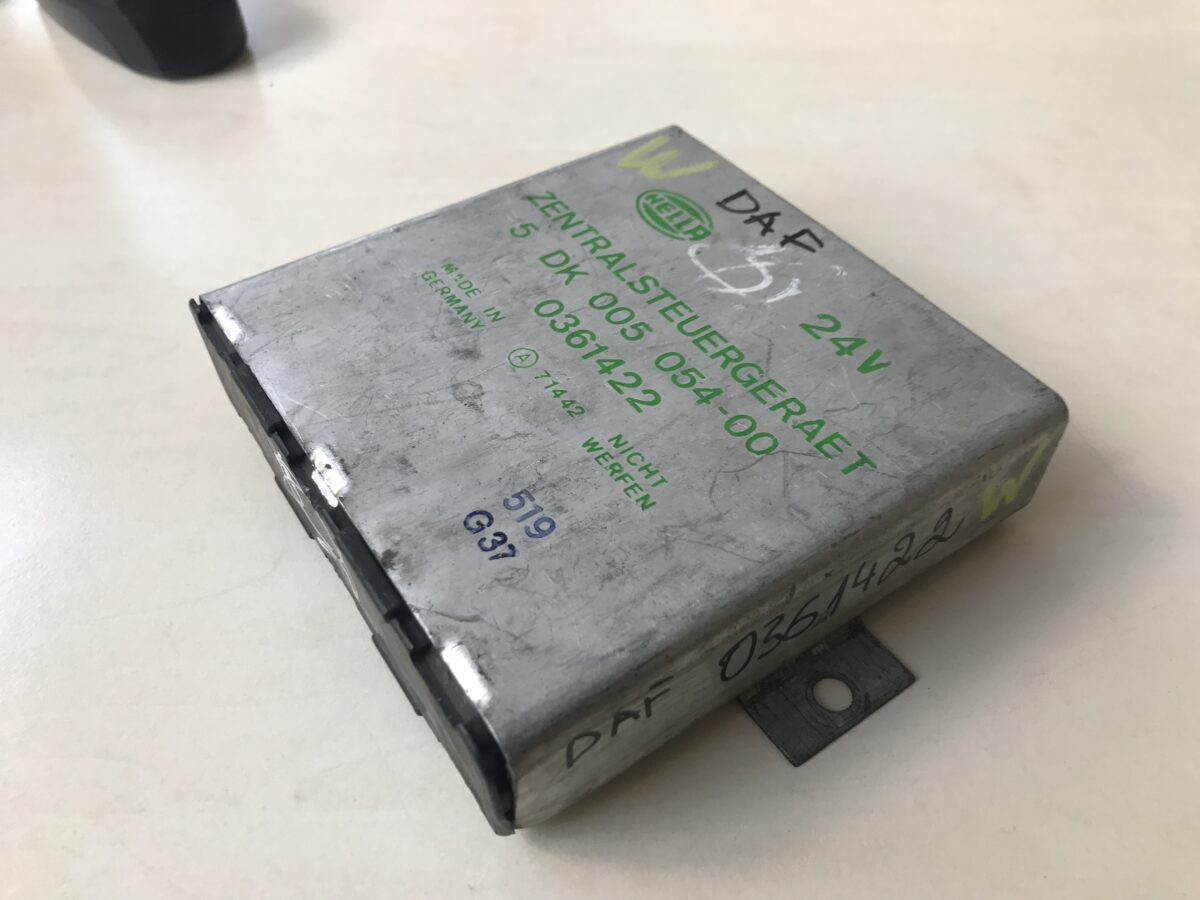 W
DAF
HELLA
24V
ZENTRALSTEUERGERAET
5 DK 005 054-00
0361422
MADE IN
GERMANY
A 71442
NICHT
WERFEN
519
G37
DAF 0361422
W